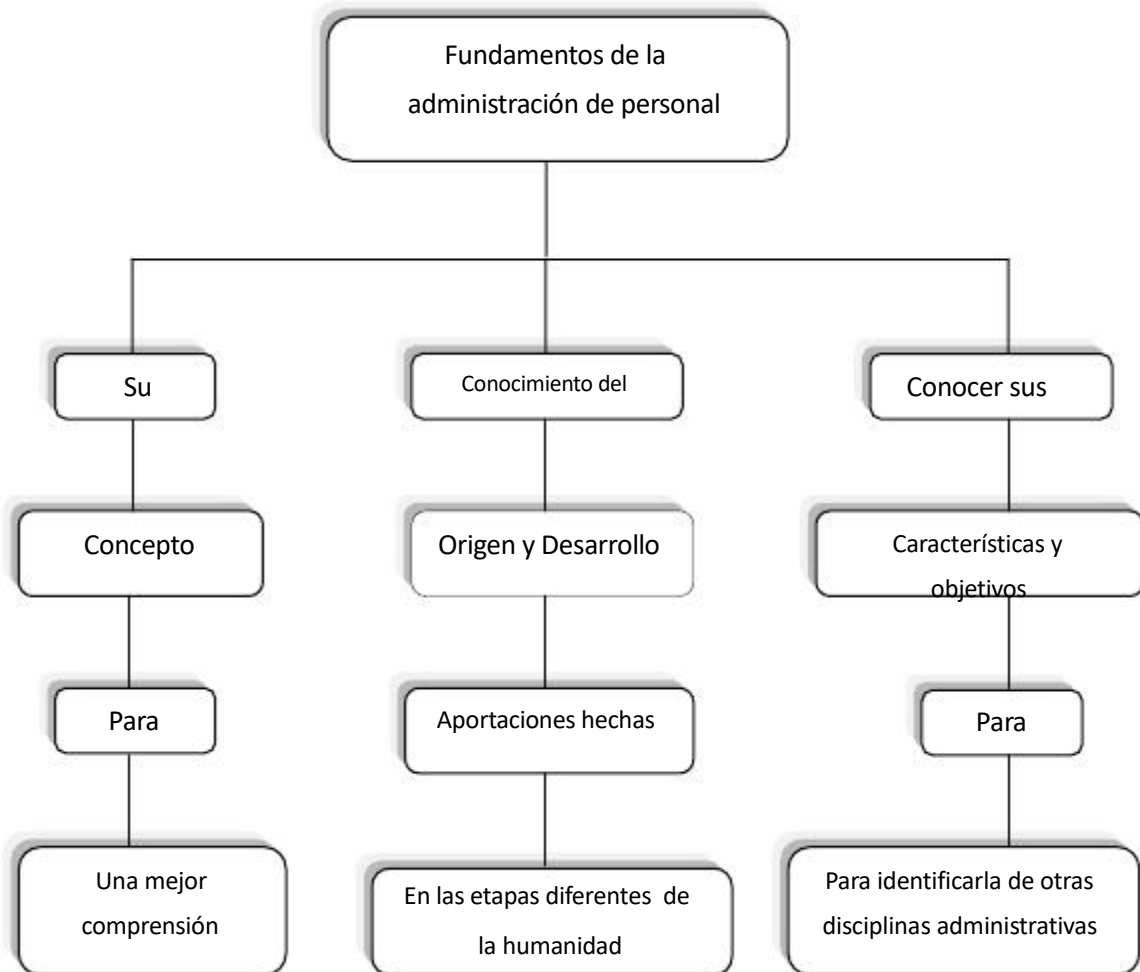 Fundamentos de la
administración de personal
Su
Conocimiento del
Conocer sus
Concepto
Origen y Desarrollo
Características y
objetivos
Para
Aportaciones hechas
Para
Una mejor
comprensión
En las etapas diferentes de
la humanidad
Para identificarla de otras
disciplinas administrativas